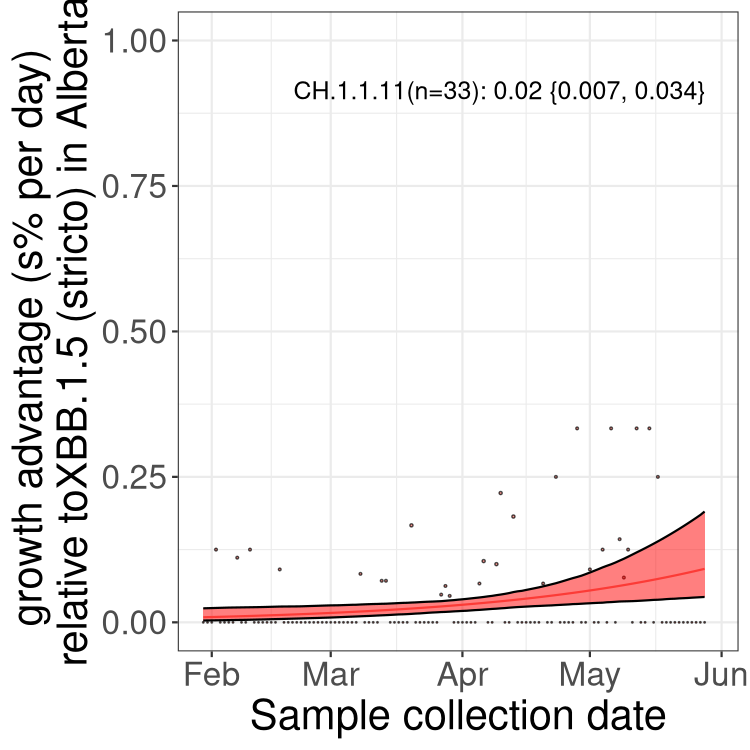 growth advantage (s% per day)
relative toXBB.1.5 (stricto) in Alberta
1.00
0.75
0.50
0.25
0.00
CH.1.1.11(n=33): 0.02 {0.007, 0.034}
Feb Mar Apr May Jun
Sample collection date